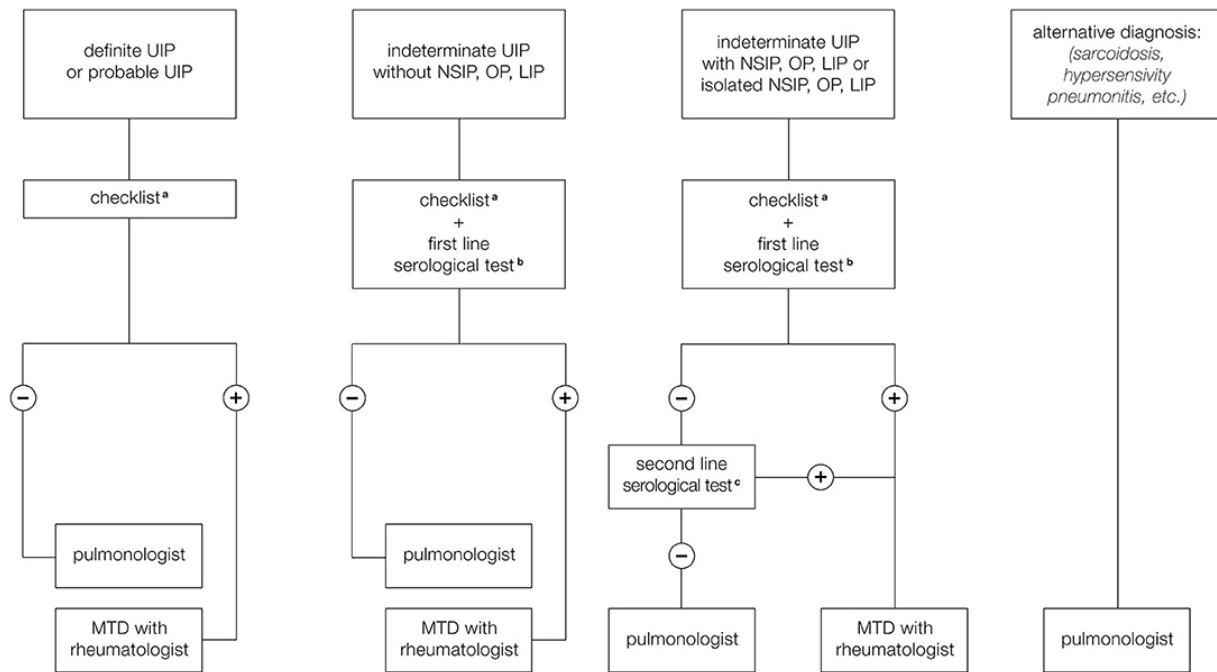 definite UIP
or probable UIP
indeterminate UIP
without NSIP, OP, LIP
indeterminate UIP
with NSIP, OP, LIP or
isolated NSIP, OP, LIP
alternative diagnosis:
(sarcoidosis,
hypersensivity
pneumonitis, etc.)
checklist a
checklist a
+
first line
serological test b
checklist a
+
first line
serological test b
−
+
−
+
−
+
second line
serological test c
+
−
pulmonologist
MTD with
rheumatologist
pulmonologist
MTD with
rheumatologist
pulmonologist
MTD with
rheumatologist
pulmonologist